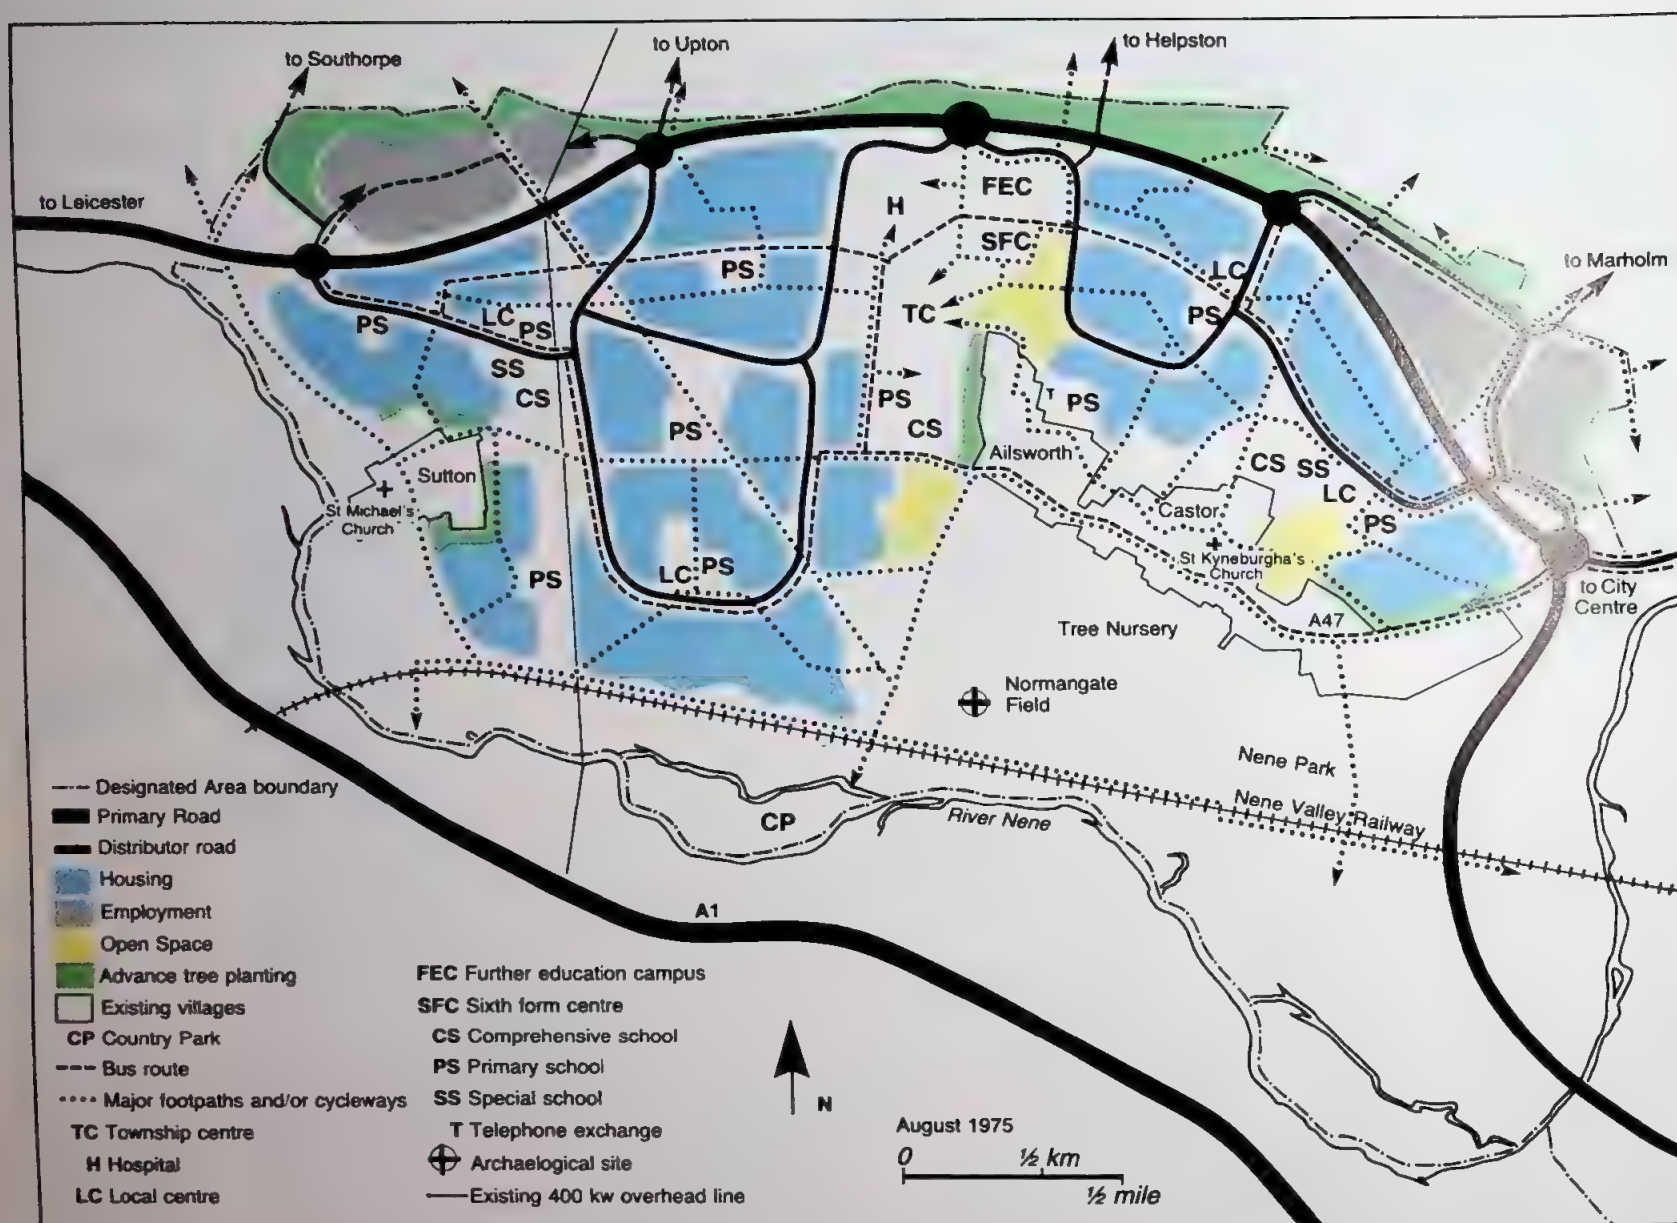 to Southorpe
to Upton
to Helpston
to Leicester
to Marholm
H
FEC
SFC
PS
LC
PS
PS
LC
PS
TC
PS
SS
CS
PS
CS
T PS
PS
Ailsworth
Sutton
St Michael's
Church
CS SS
LC
PS
Castor
St Kyneburgha's
Church
PS
LC PS
to City
Centre
A47
Tree Nursery
Normangate
Field
Nene Park
Nene Valley Railway
River Nene
CP
A1
Designated Area boundary
Primary Road
Distributor road
Housing
Employment
Open Space
Advance tree planting
Existing villages
CP Country Park
Bus route
Major footpaths and/or cycleways
TC Township centre
H Hospital
LC Local centre
FEC Further education campus
SFC Sixth form centre
CS Comprehensive school
PS Primary school
SS Special school
T Telephone exchange
Archaelogical site
Existing 400 kw overhead line
N
August 1975
0 ½ km
½ mile